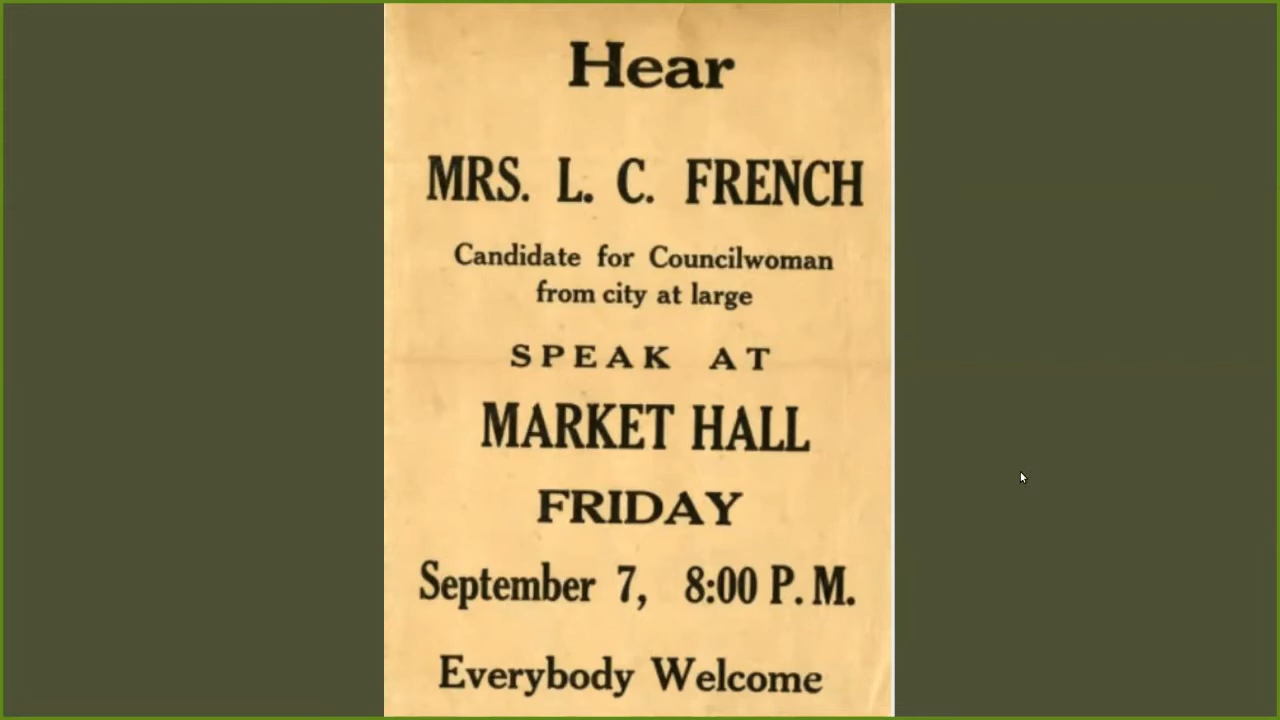 Hear
MRS. L. C. FRENCH
Candidate for Councilwoman
from city at large
SPEAK AT
MARKET HALL
FRIDAY
September 7, 8:00 P. M.
Everybody Welcome